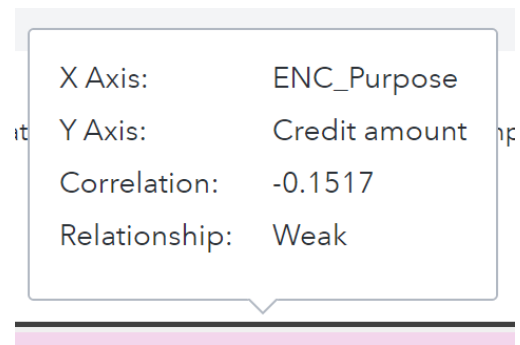 X Axis: ENC_Purpose
Y Axis: Credit amount
Correlation: -0.1517
Relationship: Weak